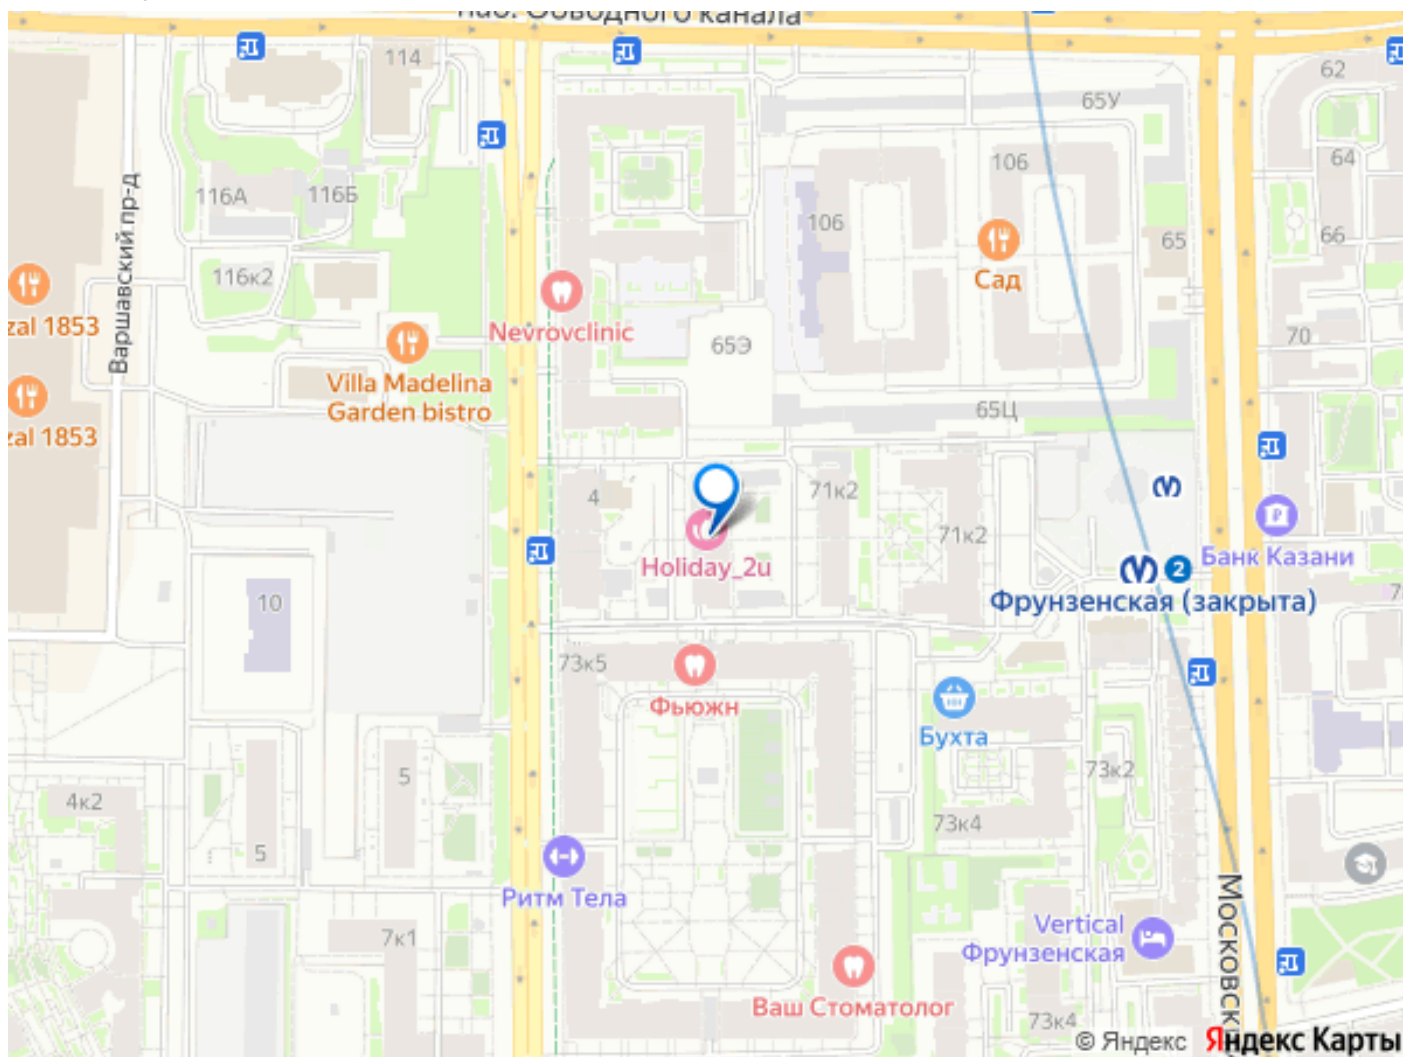 наб. Обводного канала
114
62
65У
64
106
116А
116Б
106
65
66
Варшавский пр-д
116к2
Сад
zal 1853
Nevrovclinic
65Э
70
Villa Madelina
Garden bistro
65Ц
zal 1853
4
71к2
71к2
Holiday_2u
Банк Казани
2
Фрунзенская (закрыта)
10
73к5
Фьюжн
Бухта
73к2
5
4к2
73к4
5
Ритм Тела
Московский
7к1
Vertical
Фрунзенская
Ваш Стоматолог
73к4
© Яндекс Яндекс Карты